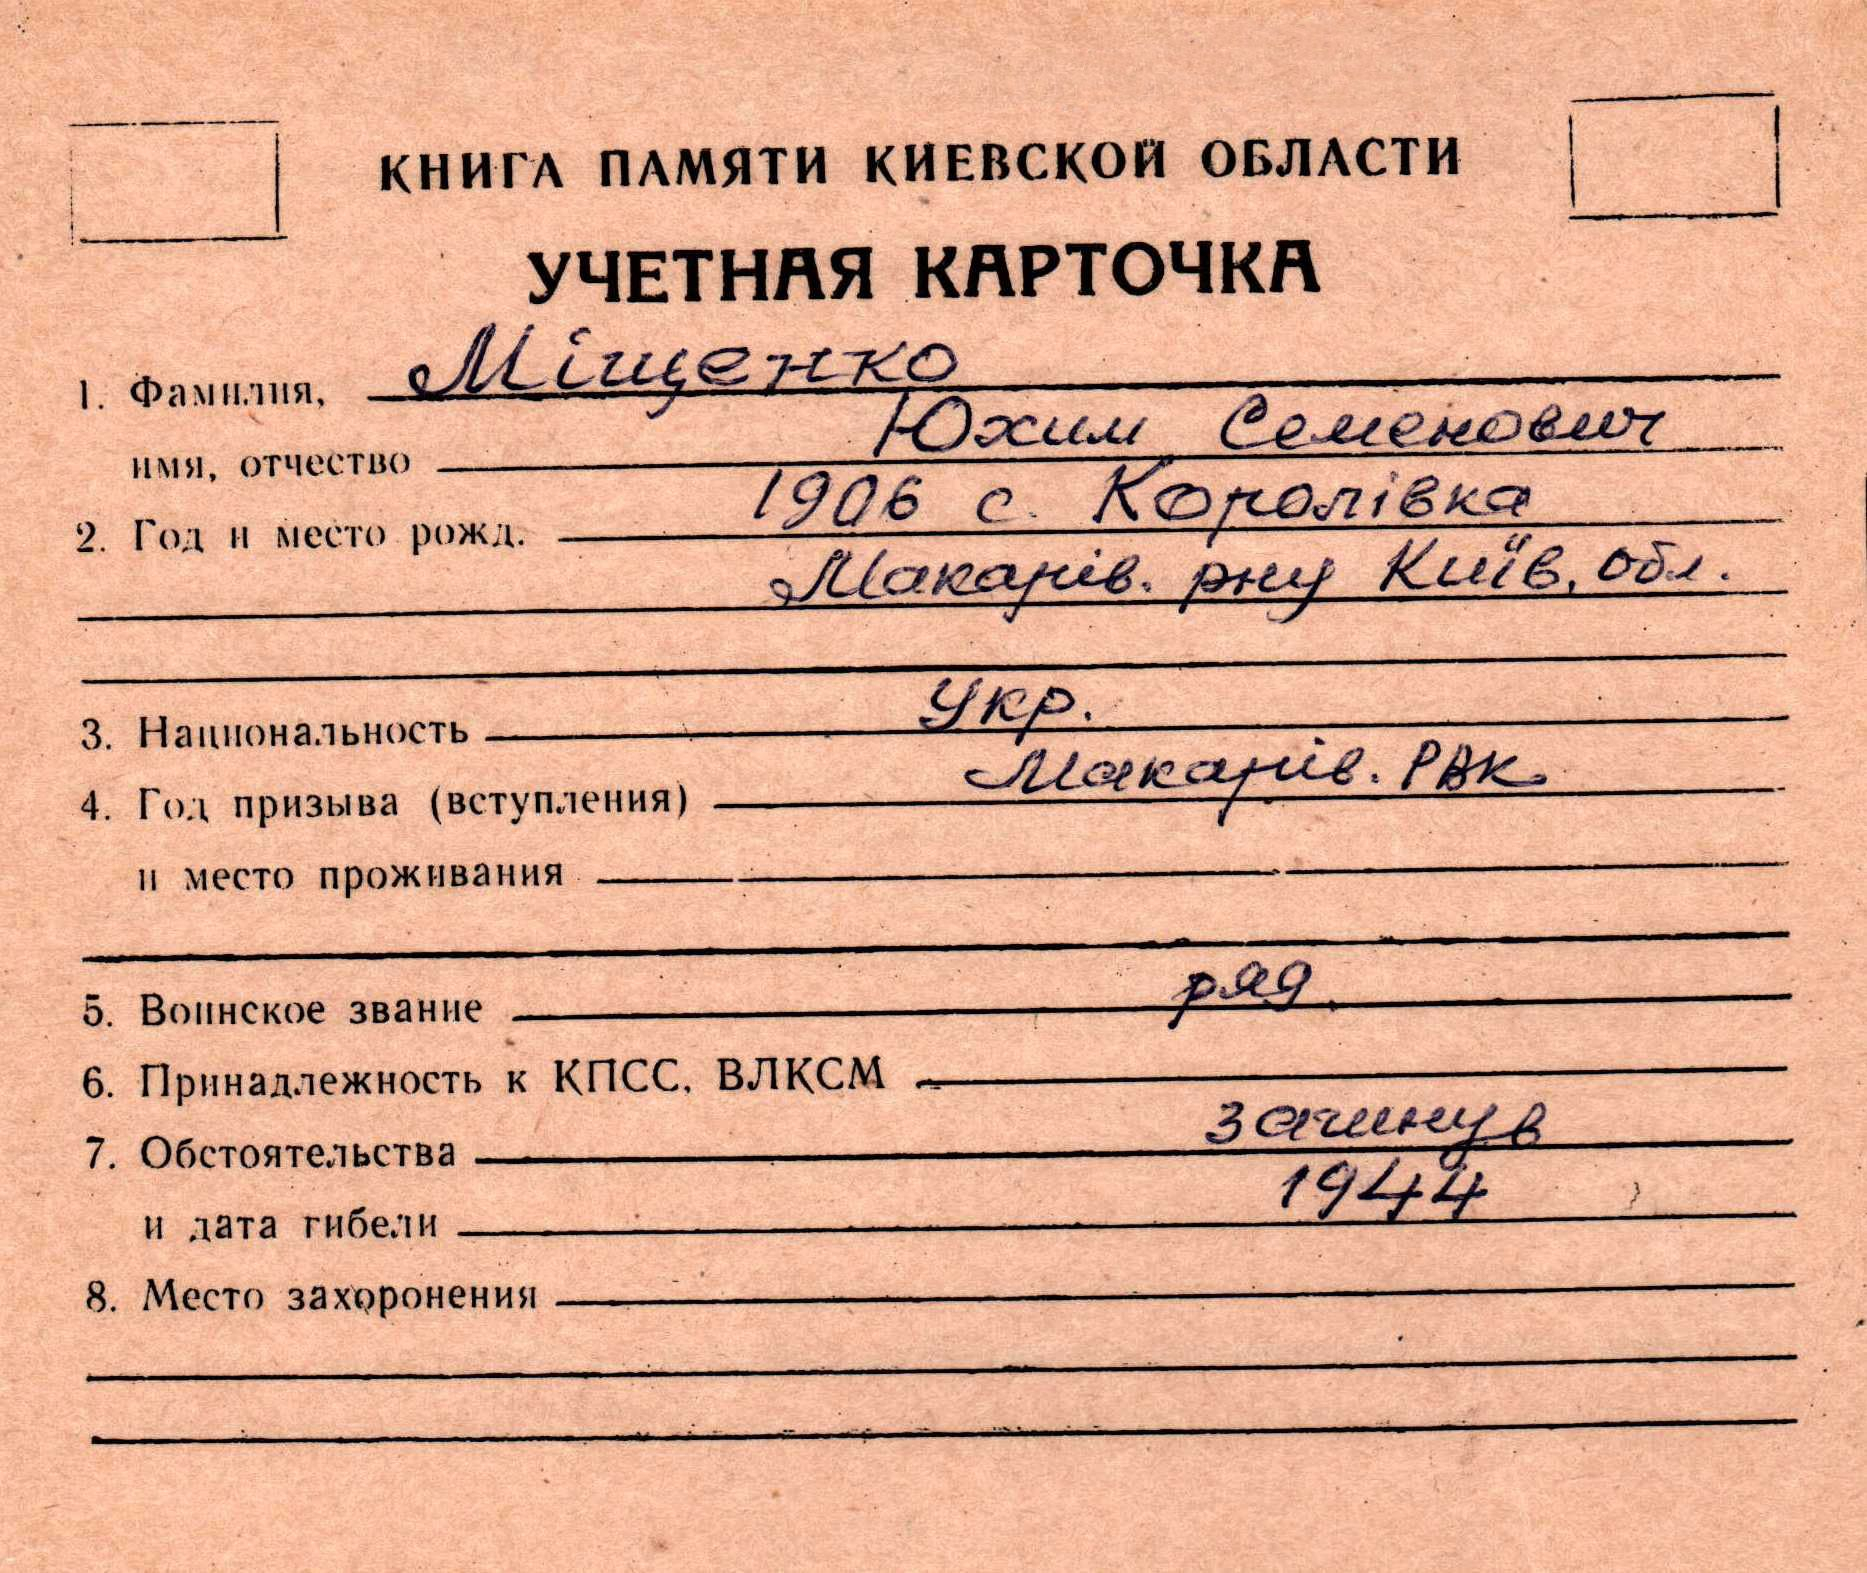 КНИГА ПАМЯТИ КИЕВСКОЙ ОБЛАСТИ
УЧЕТНАЯ КАРТОЧКА
1. Фамилия, Міщенко
имя, отчество Юхим Семенович
2. Год и место рожд. 1906 с. Королівка
Макарів. рну Київ. обл.
3. Национальность Укр.
4. Год призыва (вступления) Макарів. РВК
и место проживания
5. Воинское звание ряд.
6. Принадлежность к КПСС, ВЛКСМ
7. Обстоятельства загинув
и дата гибели 1944
8. Место захоронения